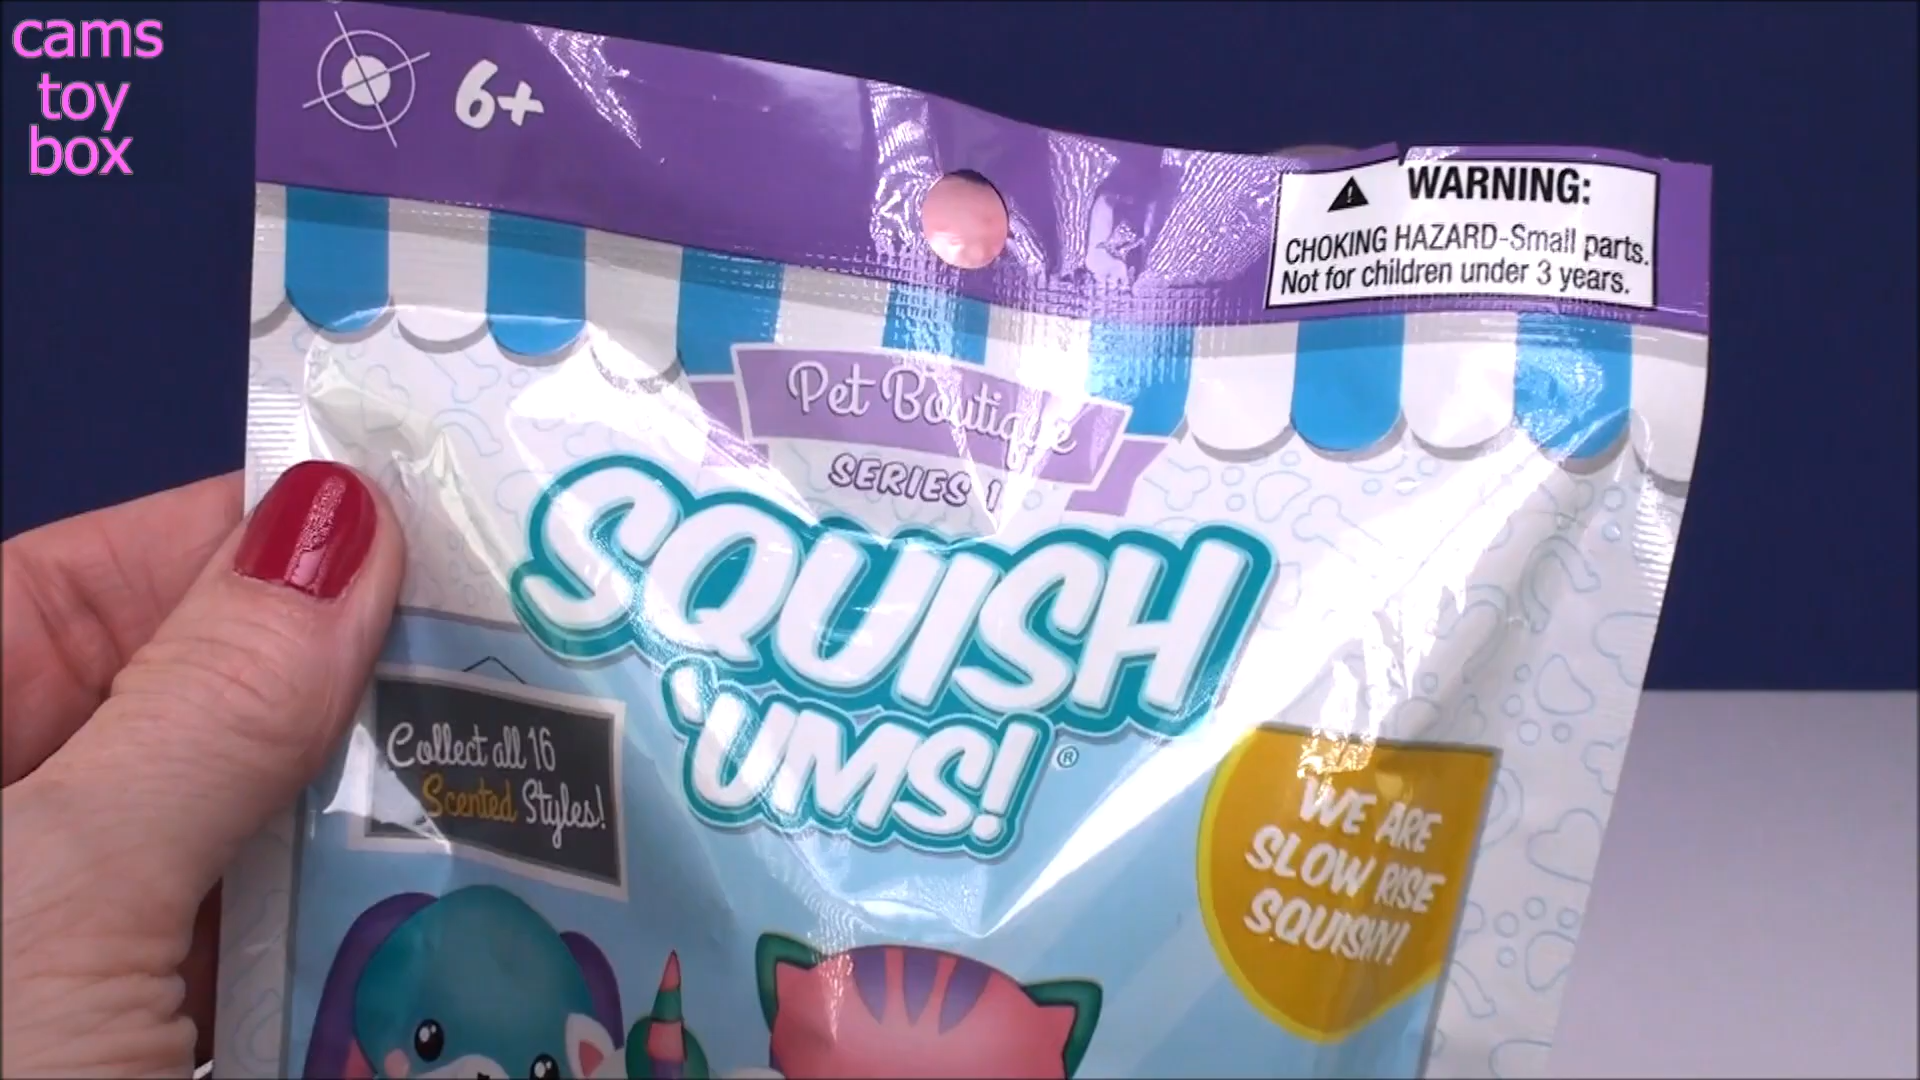 cams
toy
box
6+
WARNING:
CHOKING HAZARD-Small parts.
Not for children under 3 years.
Pet Boutique
SERIES 1
SQUISH
'UMS!®
Collect all 16
Scented Styles!
WE ARE
SLOW RISE
SQUISHY!